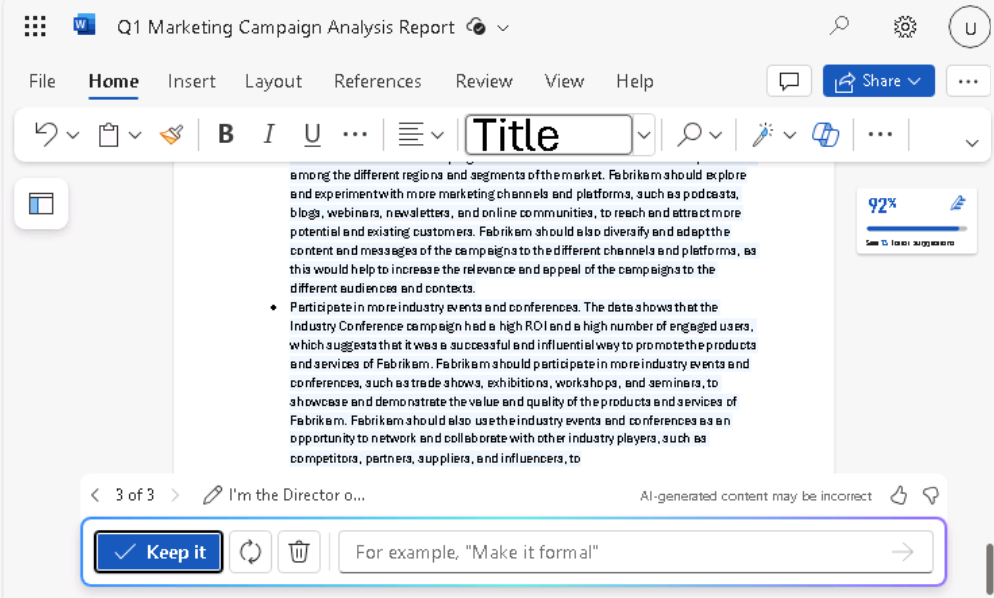 Q1 Marketing Campaign Analysis Report
U
File Home Insert Layout References Review View Help
Share
B I U Title
among the different regions and segments of the market. Fabrikam should explore
and experiment with more marketing channels and platforms, such as podcasts,
blogs, webinars, newsletters, and online communities, to reach and attract more
potential and existing customers. Fabrikam should also diversify and adapt the
content and messages of the campaigns to the different channels and platforms, as
this would help to increase the relevance and appeal of the campaigns to the
different audiences and contexts.
• Participate in more industry events and conferences. The data shows that the
Industry Conference campaign had a high ROI and a high number of engaged users,
which suggests that it was a successful and influential way to promote the products
and services of Fabrikam. Fabrikam should participate in more industry events and
conferences, such as trade shows, exhibitions, workshops, and seminars, to
showcase and demonstrate the value and quality of the products and services of
Fabrikam. Fabrikam should also use the industry events and conferences as an
opportunity to network and collaborate with other industry players, such as
competitors, partners, suppliers, and influencers, to
92%
See editor suggestions
3 of 3 I'm the Director o... AI-generated content may be incorrect
Keep it For example, "Make it formal"